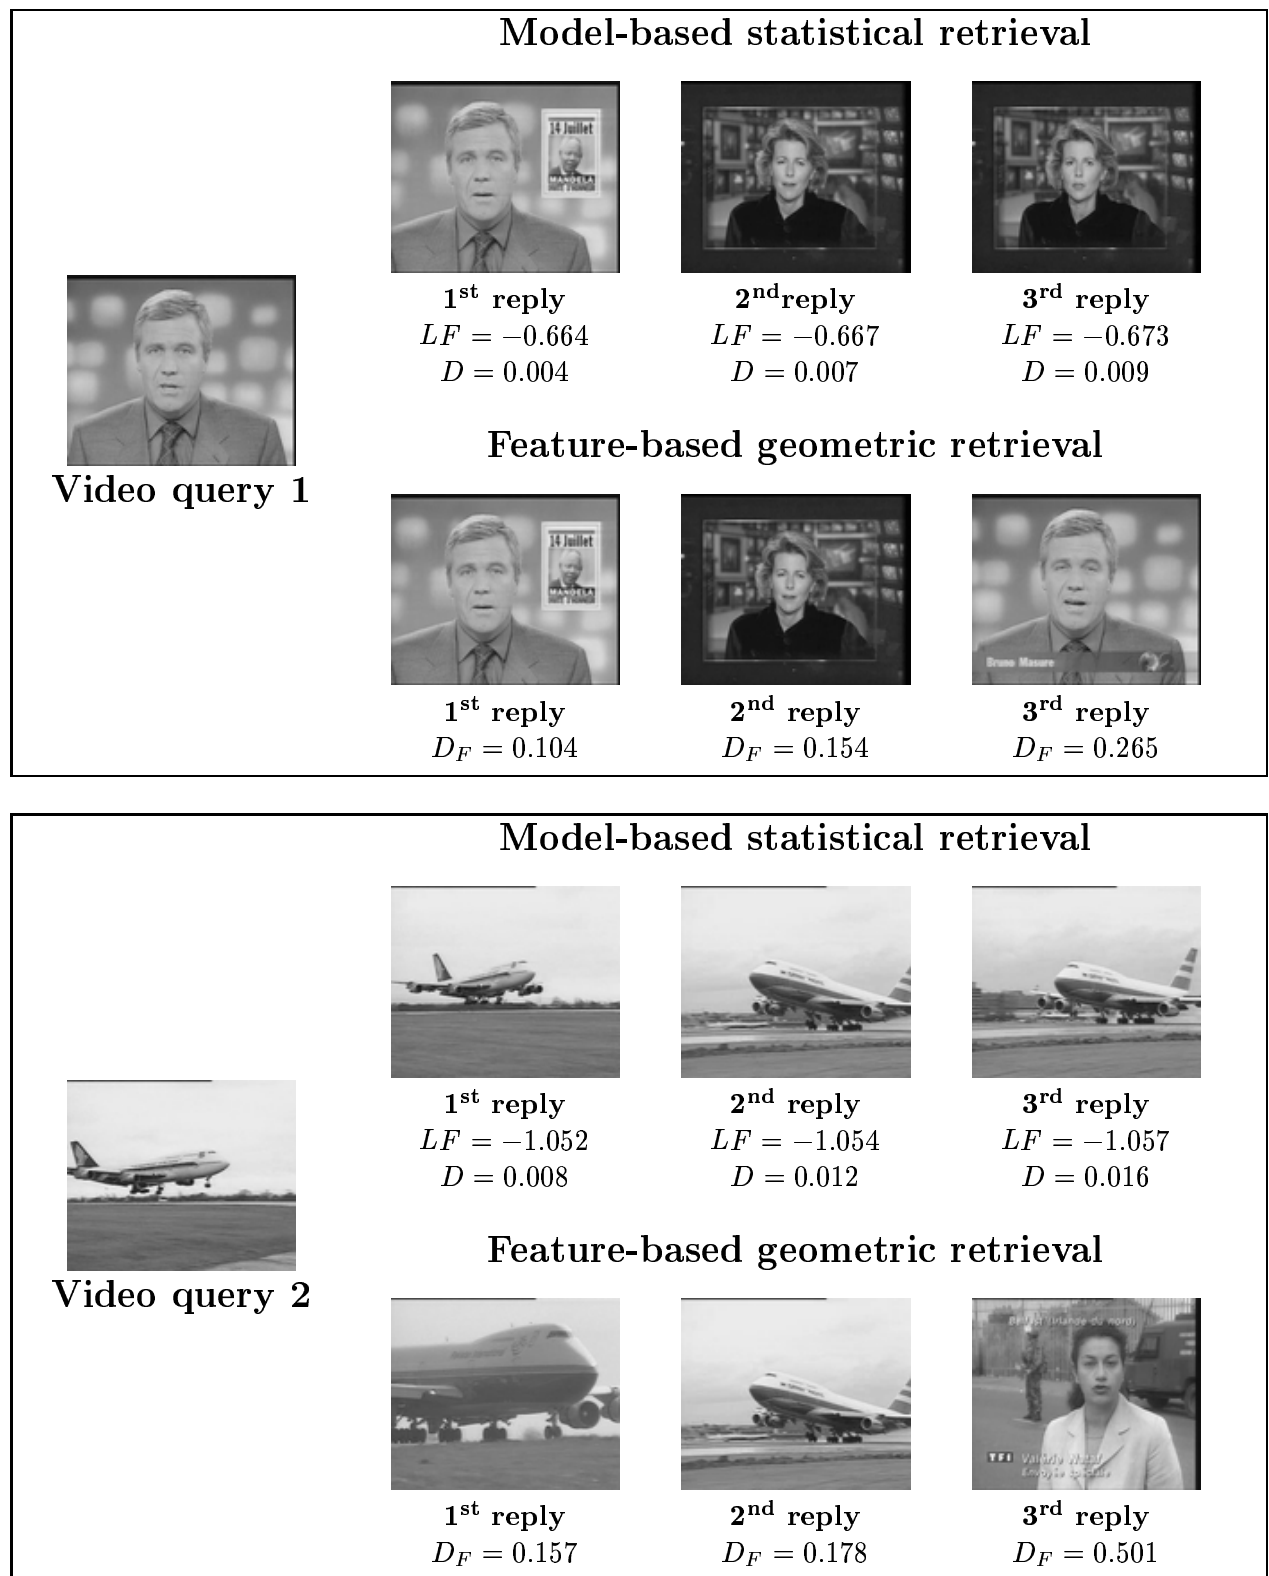 Model-based statistical retrieval
14 Juillet
MANDELA
1st reply
2ndreply
3rd reply
LF = −0.664
LF = −0.667
LF = −0.673
D = 0.004
D = 0.007
D = 0.009
Video query 1
Feature-based geometric retrieval
14 Juillet
MANDELA
Bruno Masure
1st reply
2nd reply
3rd reply
DF = 0.104
DF = 0.154
DF = 0.265
Model-based statistical retrieval
1st reply
2nd reply
3rd reply
LF = −1.052
LF = −1.054
LF = −1.057
D = 0.008
D = 0.012
D = 0.016
Video query 2
Feature-based geometric retrieval
Belfast (Irlande du nord)
TF1
Valérie
Envoyée spéciale
1st reply
2nd reply
3rd reply
DF = 0.157
DF = 0.178
DF = 0.501